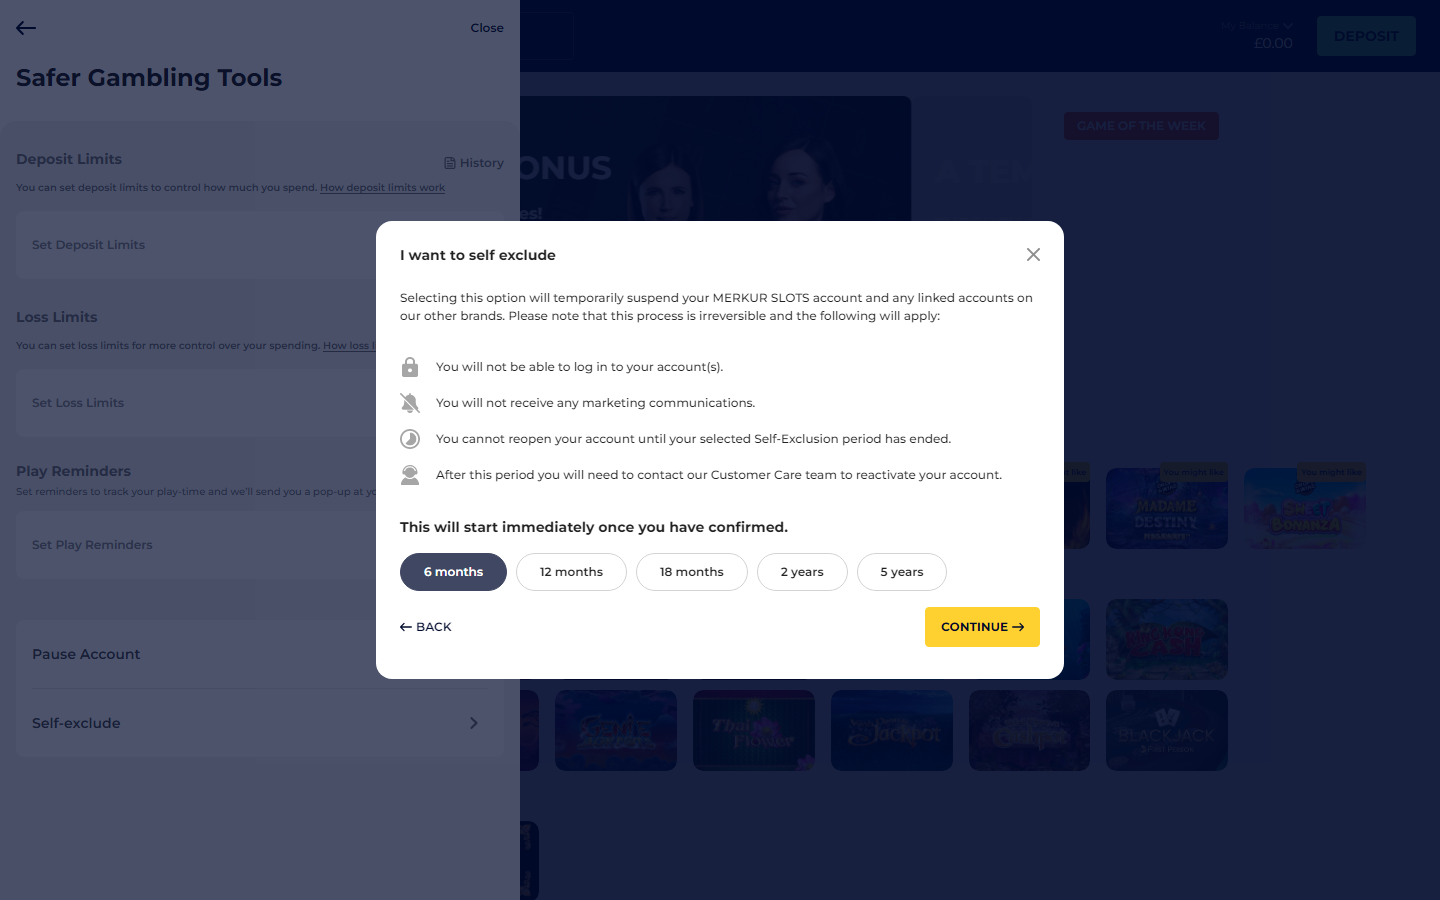 Close
Safer Gambling Tools
My Balance
£0.00
DEPOSIT
GAME OF THE WEEK
Deposit Limits
History
You can set deposit limits to control how much you spend. How deposit limits work
Set Deposit Limits
ONUS
es!
A TEM
Loss Limits
You can set loss limits for more control over your spending. How loss l
Set Loss Limits
Play Reminders
Set reminders to track your play-time and we'll send you a pop-up at yo
Set Play Reminders
Pause Account
Self-exclude
I want to self exclude
Selecting this option will temporarily suspend your MERKUR SLOTS account and any linked accounts on
our other brands. Please note that this process is irreversible and the following will apply:
You will not be able to log in to your account(s).
You will not receive any marketing communications.
You cannot reopen your account until your selected Self-Exclusion period has ended.
After this period you will need to contact our Customer Care team to reactivate your account.
This will start immediately once you have confirmed.
6 months
12 months
18 months
2 years
5 years
BACK
CONTINUE
like
You might like
You might like
MADAME
DESTINY
MEGAWAYS
SWEET
BONANZA
Thai
Flower
Jackpot
BLACKJACK